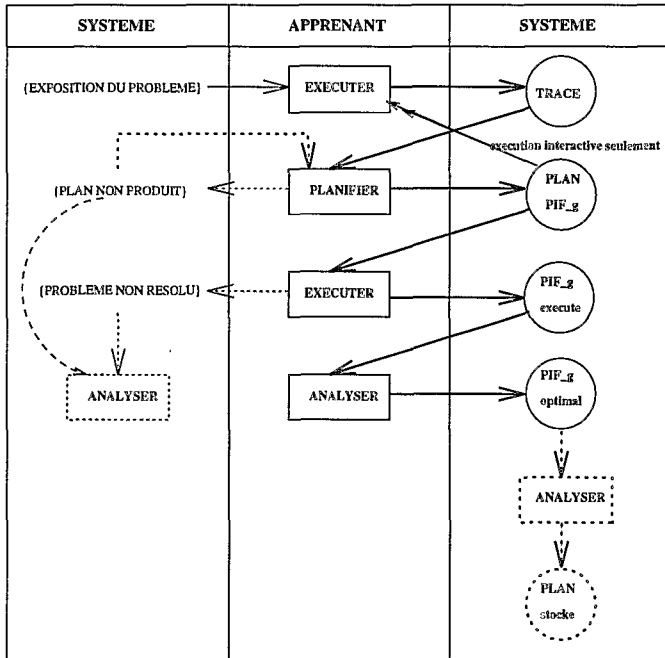 SYSTEME
APPRENANT
SYSTEME
{EXPOSITION DU PROBLEME}
EXECUTER
TRACE
execution interactive seulement
{PLAN NON PRODUIT}
PLANIFIER
PLAN
PIF_g
{PROBLEME NON RESOLU}
EXECUTER
PIF_g
execute
ANALYSER
ANALYSER
PIF_g
optimal
ANALYSER
PLAN
stocke